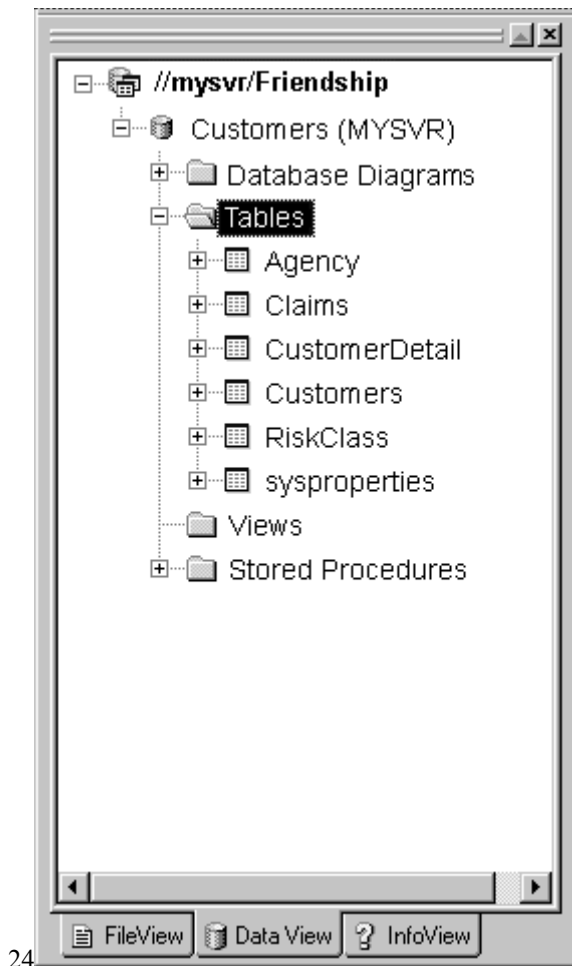 //mysvr/Friendship
Customers (MYSVR)
Database Diagrams
Tables
Agency
Claims
CustomerDetail
Customers
RiskClass
sysproperties
Views
Stored Procedures
FileView Data View InfoView
24